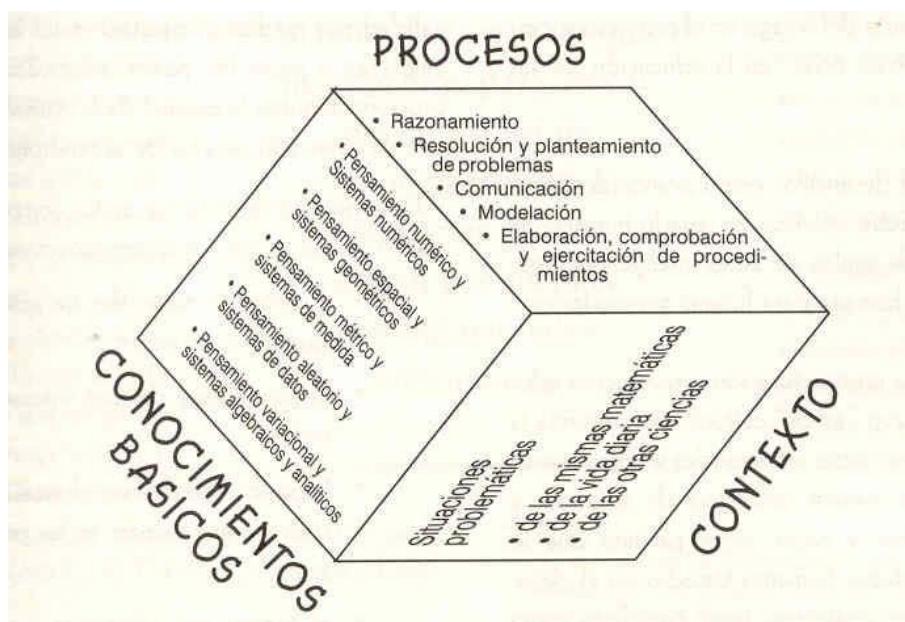 PROCESOS
• Razonamiento
• Resolución y planteamiento
de problemas
• Comunicación
• Modelación
• Elaboración, comprobación
y ejercitación de procedi-
mientos
• Pensamiento numérico y
Sistemas numéricos
• Pensamiento espacial y
sistemas geométricos
• Pensamiento métrico y
sistemas de medida
• Pensamiento aleatorio y
sistemas de datos
• Pensamiento variacional y
sistemas algebraicos y analíticos
CONOCIMIENTOS
BASICOS
Situaciones
problemáticas
• de las mismas matemáticas
• de la vida diaria
• de las otras ciencias
CONTEXTO